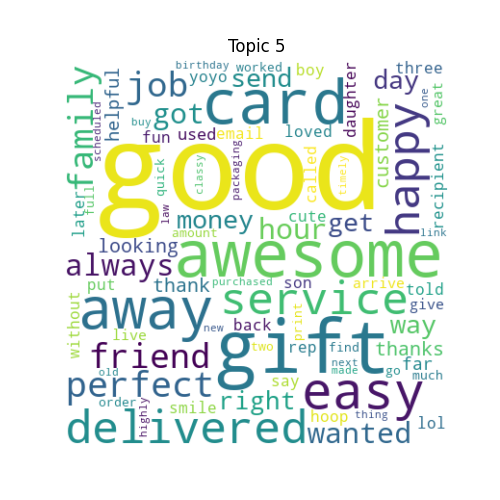 Topic 5
birthday worked
yoyo send boy three
family helpful job got card daughter day great one
scheduled fun used email loved customer
good happy
buy quick classy packaging called timely recipient
later full law money cute get link
looking amount hour
always awesome
put thank purchased son arrive told
without away service give way
live new back print rep find thanks
friend two gift next made go far much
old perfect say easy
order smile right hoop thing lol
highly delivered wanted